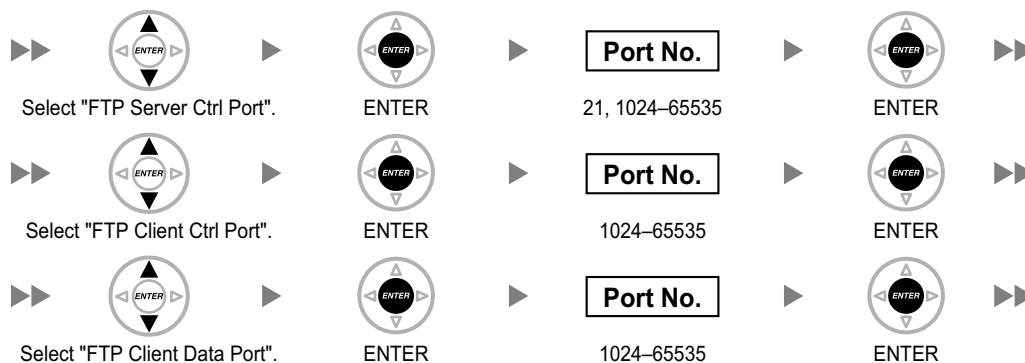 ENTER ENTER Port No. ENTER
Select "FTP Server Ctrl Port". ENTER 21, 1024–65535 ENTER
ENTER ENTER Port No. ENTER
Select "FTP Client Ctrl Port". ENTER 1024–65535 ENTER
ENTER ENTER Port No. ENTER
Select "FTP Client Data Port". ENTER 1024–65535 ENTER